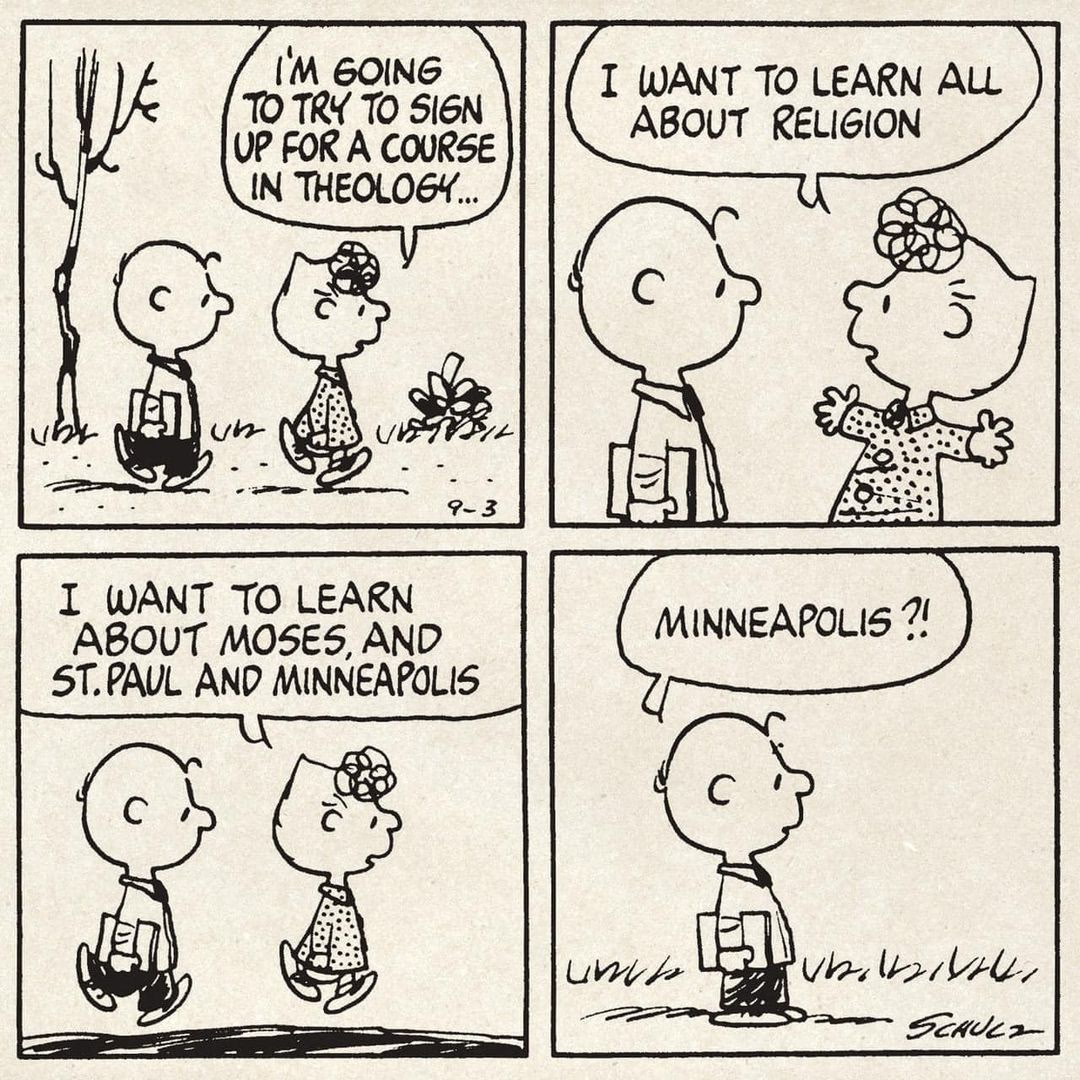 I'M GOING
TO TRY TO SIGN
UP FOR A COURSE
IN THEOLOGY...
9-3
I WANT TO LEARN ALL
ABOUT RELIGION
I WANT TO LEARN
ABOUT MOSES, AND
ST. PAUL AND MINNEAPOLIS
MINNEAPOLIS?!
SCHULZ